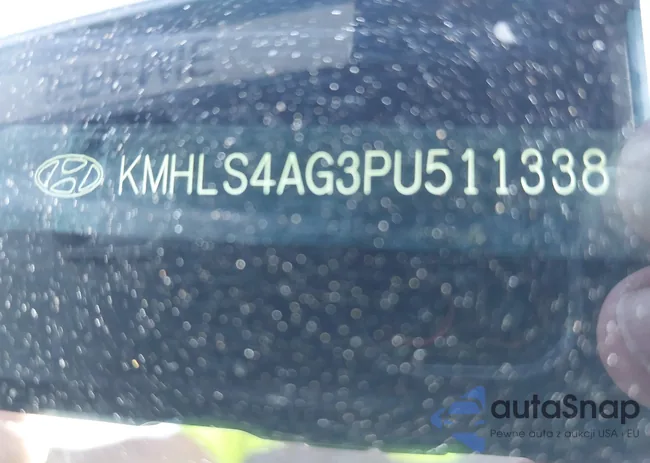 KMHLS4AG3PU511338
autaSnap
Pewne auta z aukcji USA i EU